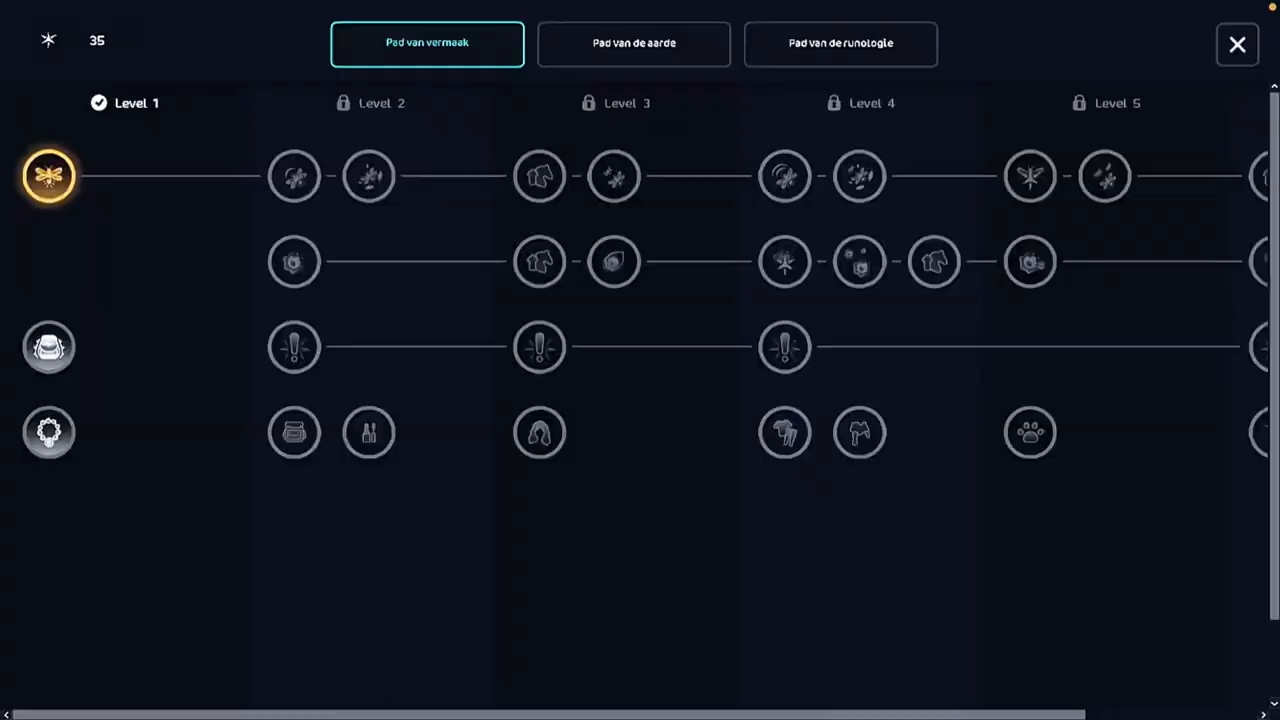 35
Pad van vermaak
Pad van de aarde
Pad van de runologie
Level 1
Level 2
Level 3
Level 4
Level 5